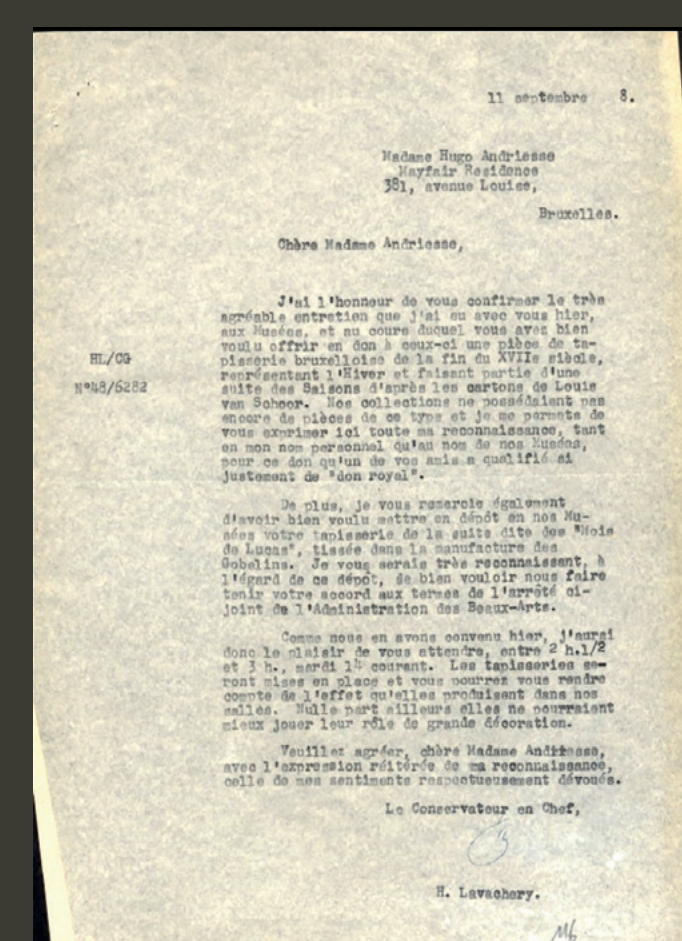 11 septembre 8.
Madame Hugo Andriesse
Mayfair Residence
381, avenue Louise,
Bruxelles.
Chère Madame Andriesse,
J'ai l'honneur de vous confirmer le très
agréable entretien que j'ai eu avec vous hier,
aux Musées, et au cours duquel vous avez bien
voulu offrir en don à ceux-ci une pièce de ta-
pisserie bruxelloise de la fin du XVIIe siècle,
HL/CG
représentant l'Hiver et faisant partie d'une
N°48/6282
suite des Saisons d'après les cartons de Louis
van Schoor. Nos collections ne possédaient pas
encore de pièces de ce type et je me permets de
vous exprimer ici toute ma reconnaissance, tant
en mon nom personnel qu'au nom de nos Musées,
pour ce don qu'un de vos amis a qualifié si
justement de "don royal".
De plus, je vous remercie également
d'avoir bien voulu mettre en dépôt en nos Mu-
sées votre tapisserie de la suite dite des "Mois
de Lucas", tissée dans la manufacture des
Gobelins. Je vous serais très reconnaissant, à
l'égard de ce dépôt, de bien vouloir nous faire
tenir votre accord aux termes de l'arrêté ci-
joint de l'Administration des Beaux-Arts.
Comme nous en avons convenu hier, j'aurai
donc le plaisir de vous attendre, entre 2 h.1/2
et 3 h., mardi 14 courant. Les tapisseries se-
ront mises en place et vous pourrez vous rendre
compte de l'effet qu'elles produisent dans nos
salles. Nulle part ailleurs elles ne pourraient
mieux jouer leur rôle de grande décoration.
Veuillez agréer, chère Madame Andriesse,
avec l'expression réitérée de ma reconnaissance,
celle de mes sentiments respectueusement dévoués.
Le Conservateur en Chef,
H. Lavachery.